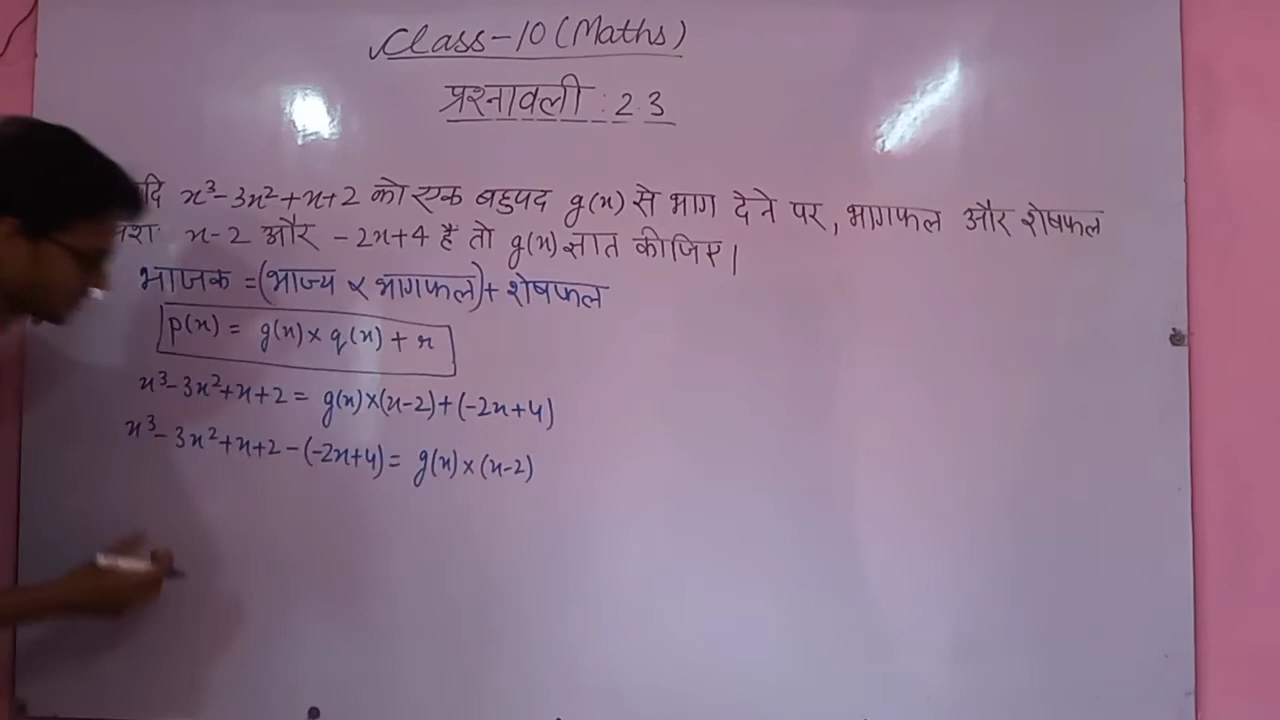 Class-10 (Maths)
प्रश्नावली : 2.3
x³-3x²+x+2 को एक बहुपद g(x) से भाग देने पर, भागफल और शेषफल
x-2 और -2x+4 हैं तो g(x) ज्ञात कीजिए।
भाजक =(भाज्य × भागफल)+ शेषफल
p(x) = g(x) × q(x) + r
x³-3x²+x+2 = g(x)×(x-2)+(-2x+4)
x³-3x²+x+2-(-2x+4) = g(x)×(x-2)